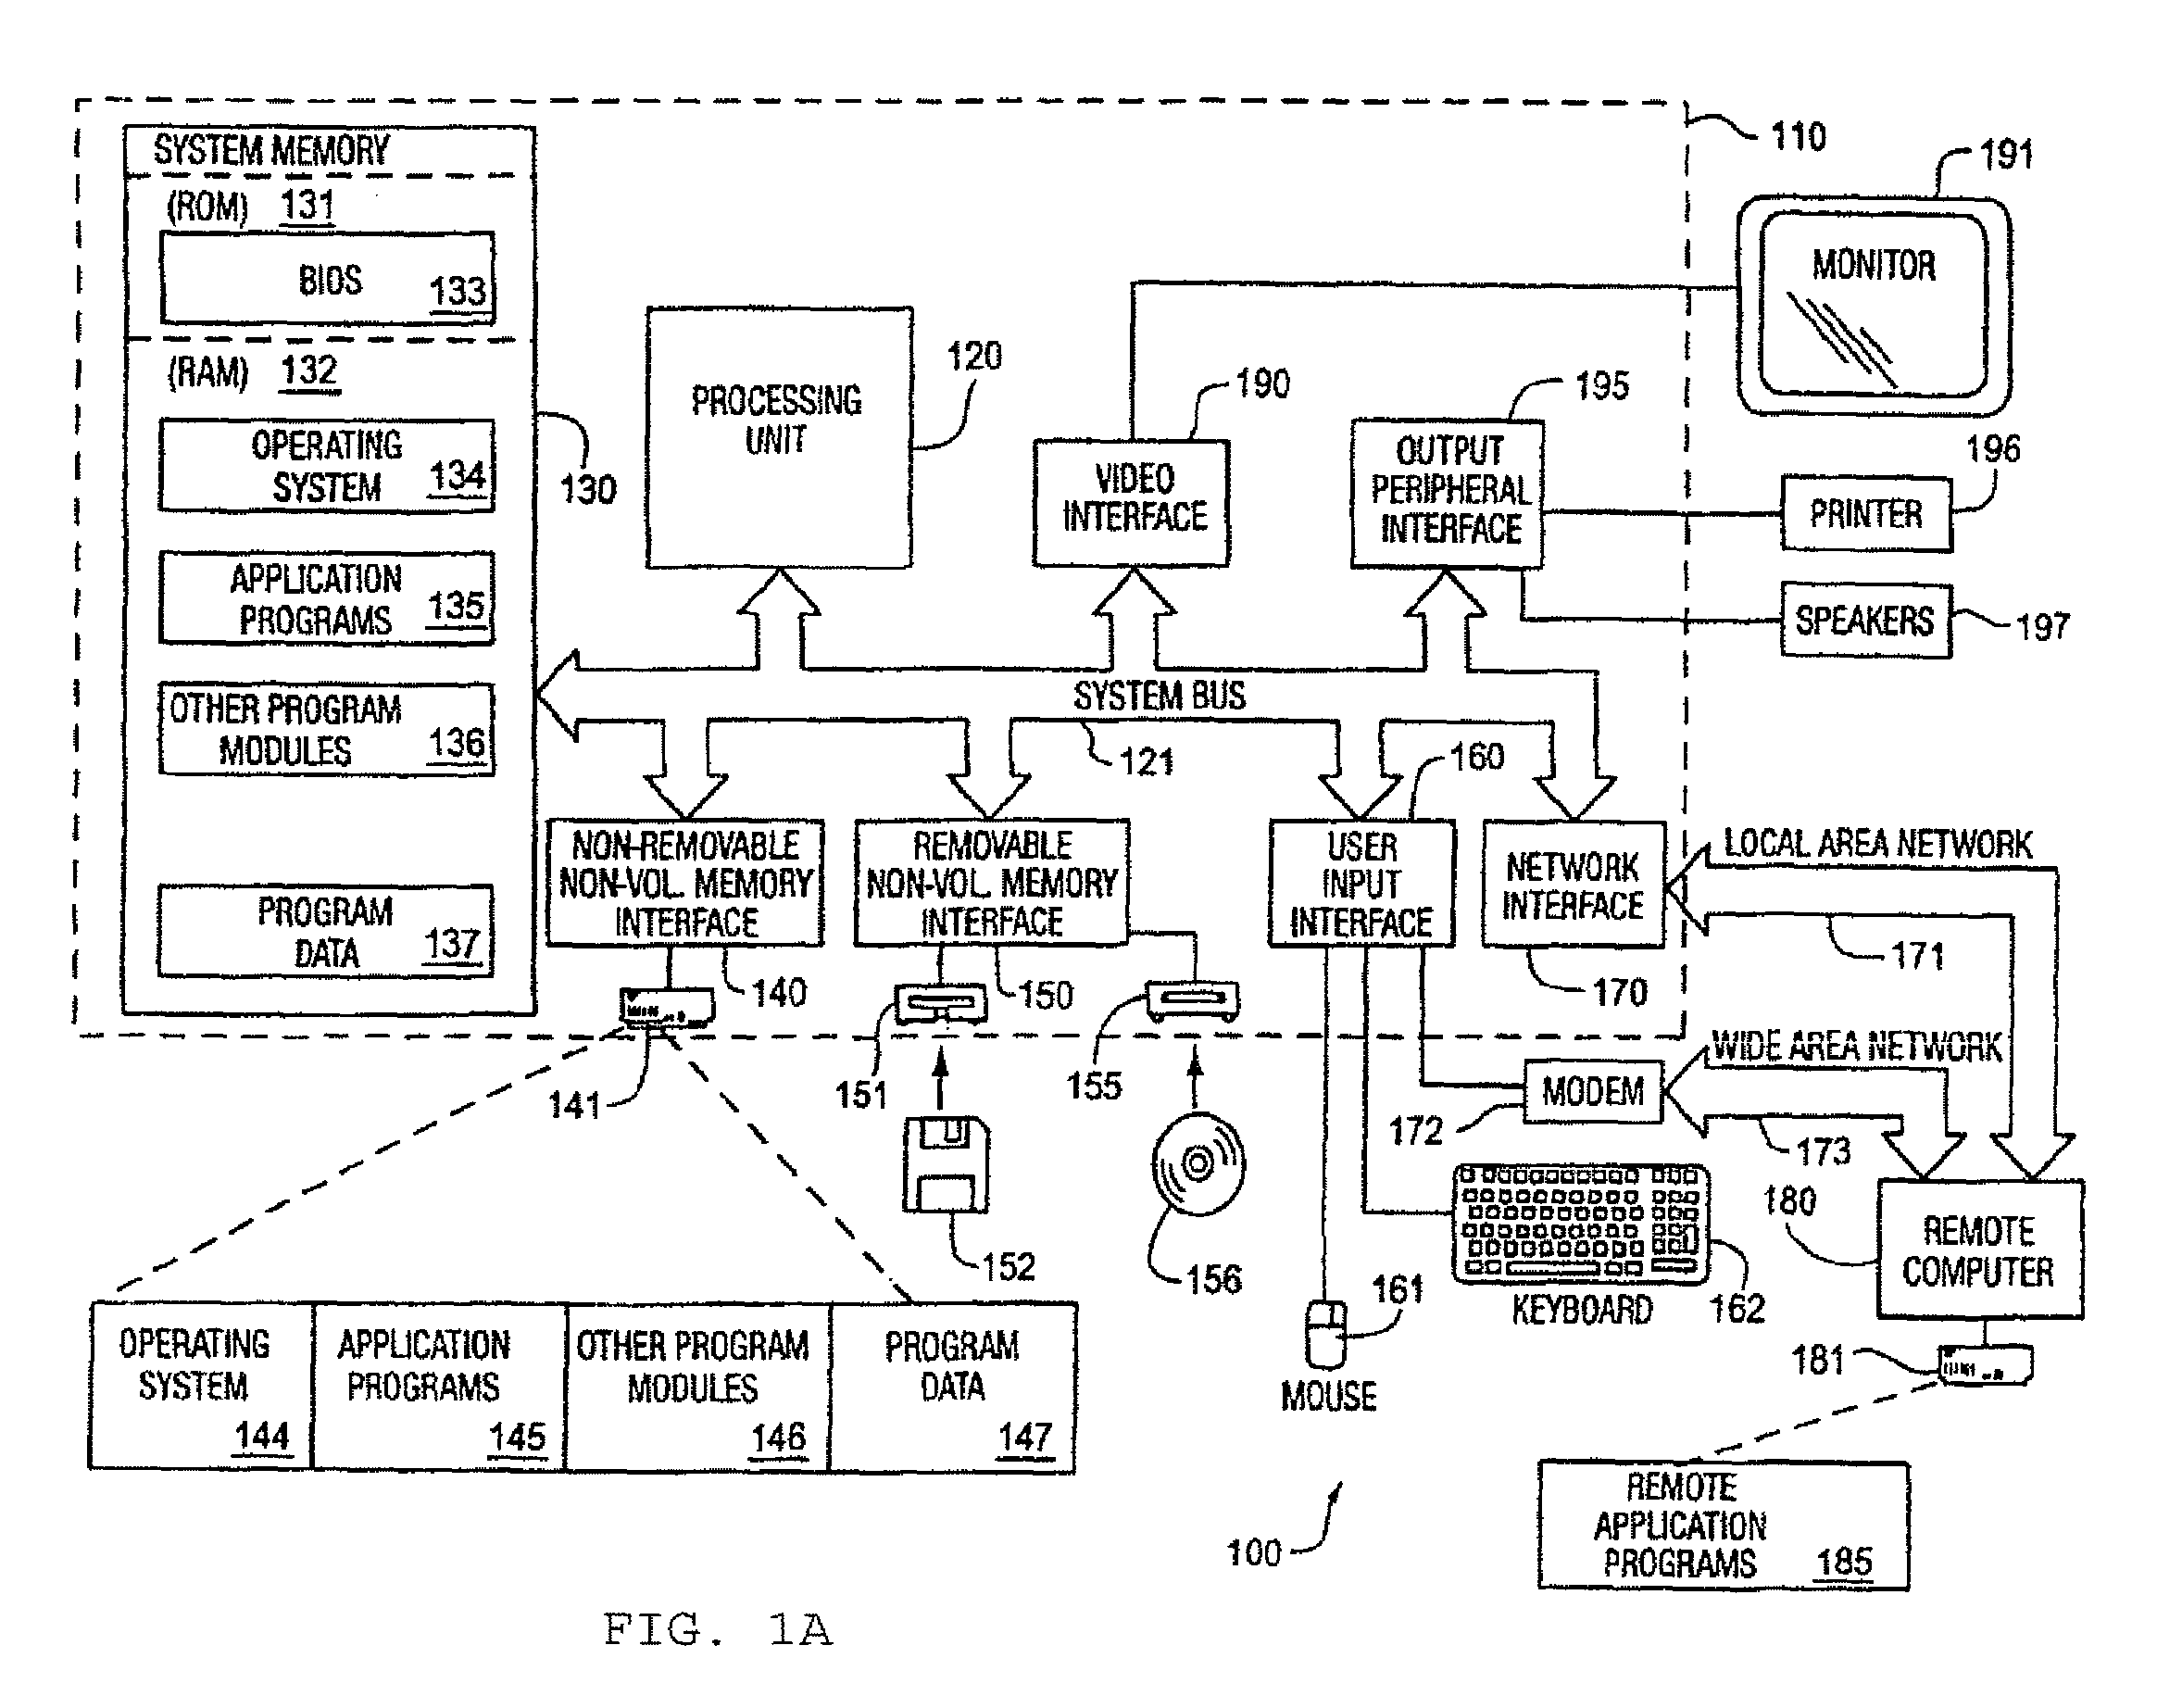 110
191
SYSTEM MEMORY
(ROM) 131
BIOS 133
(RAM) 132
OPERATING
SYSTEM 134
APPLICATION
PROGRAMS 135
OTHER PROGRAM
MODULES 136
PROGRAM
DATA 137
130
PROCESSING
UNIT
120
190
VIDEO
INTERFACE
195
OUTPUT
PERIPHERAL
INTERFACE
MONITOR
196
PRINTER
SPEAKERS
197
SYSTEM BUS
121
160
NON-REMOVABLE
NON-VOL. MEMORY
INTERFACE
140
REMOVABLE
NON-VOL. MEMORY
INTERFACE
150
USER
INPUT
INTERFACE
NETWORK
INTERFACE
170
LOCAL AREA NETWORK
171
WIDE AREA NETWORK
173
141
151
155
152
156
MODEM
172
180
REMOTE
COMPUTER
181
161
MOUSE
KEYBOARD
162
OPERATING
SYSTEM
144
APPLICATION
PROGRAMS
145
OTHER PROGRAM
MODULES
146
PROGRAM
DATA
147
100
REMOTE
APPLICATION
PROGRAMS 185
FIG. 1A